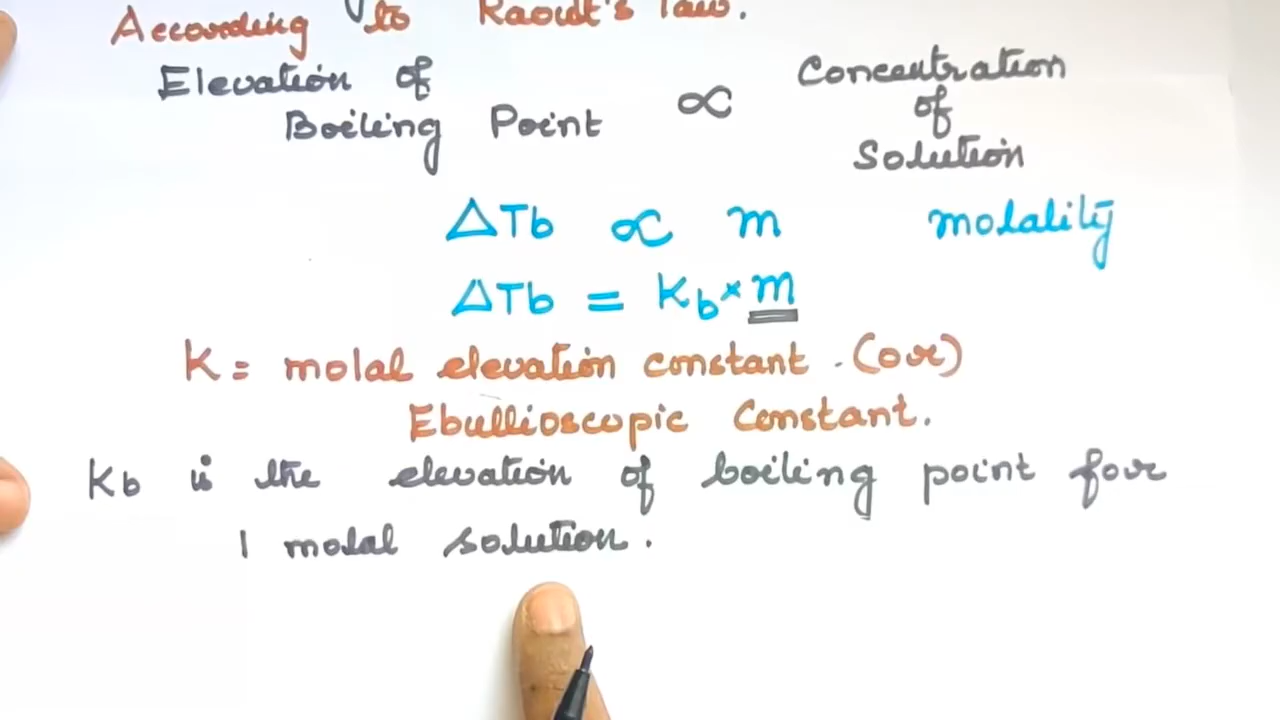 According to Raoult's law.
Elevation of
Boiling Point ∝ Concentration of Solution
ΔTb ∝ m molality
ΔTb = Kb × m
K = molal elevation constant. (or)
Ebullioscopic Constant.
Kb is the elevation of boiling point for
1 molal solution.